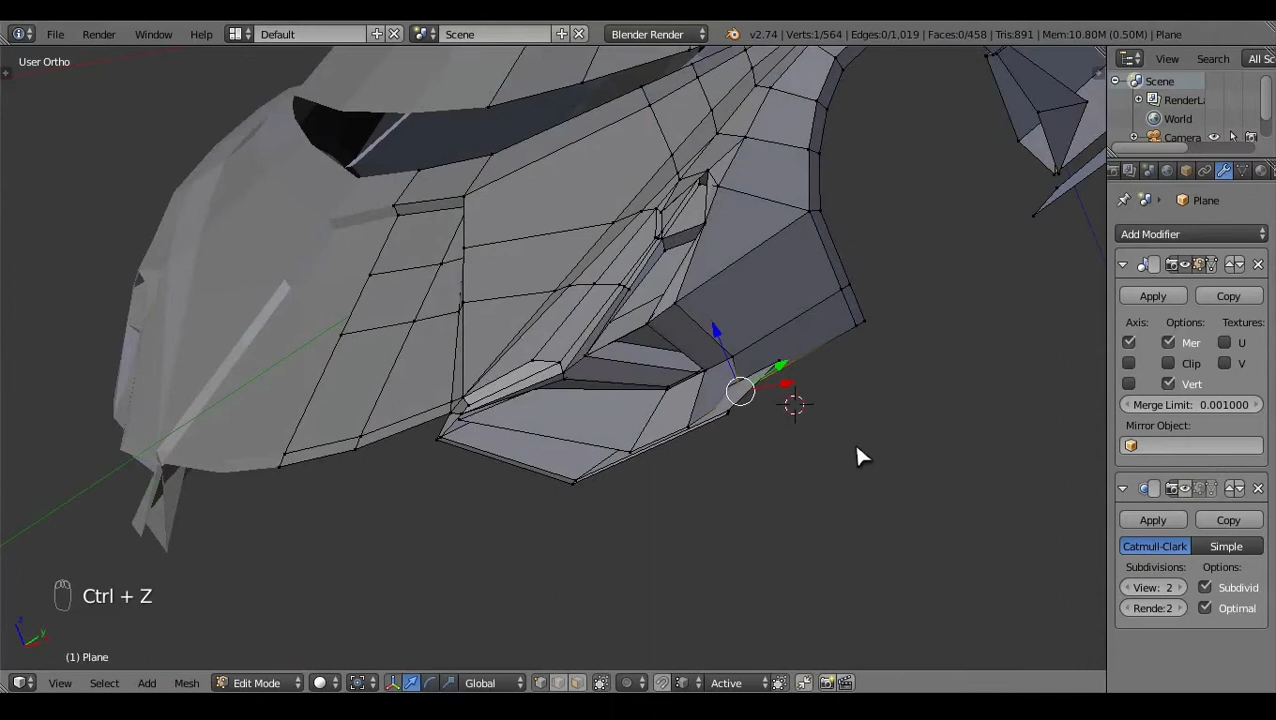 File Render Window Help Default Scene Blender Render v2.74 | Verts:1/564 | Edges:0/1,019 | Faces:0/458 | Tris:891 | Mem:10.80M (0.50M) | Plane
User Ortho
View Search All Sc
Scene
RenderLa
World
Camera
Plane
Add Modifier
Apply Copy
Axis: Options: Textures:
Mer U
Clip V
Vert
Merge Limit: 0.001000
Mirror Object:
Apply Copy
Catmull-Clark Simple
Subdivisions: Options:
View: 2 Subdivid
Rende:2 Optimal
Ctrl + Z
z
y
(1) Plane
View Select Add Mesh Edit Mode Global Active